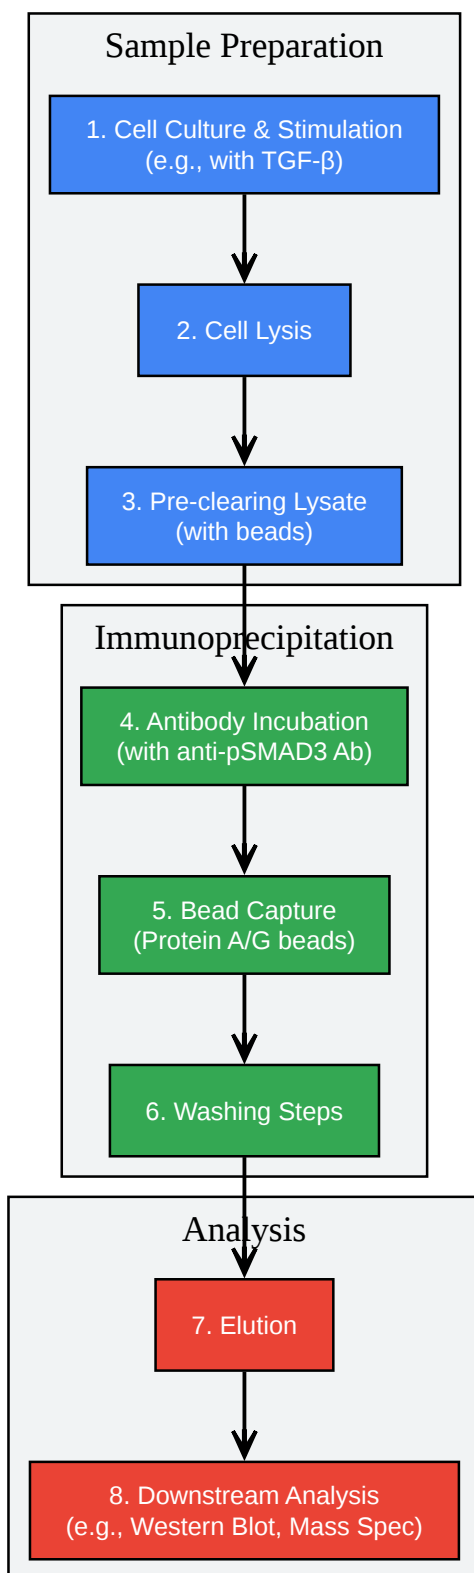 Sample Preparation
1. Cell Culture & Stimulation
(e.g., with TGF-β)
2. Cell Lysis
3. Pre-clearing Lysate
(with beads)
Immunoprecipitation
4. Antibody Incubation
(with anti-pSMAD3 Ab)
5. Bead Capture
(Protein A/G beads)
6. Washing Steps
Analysis
7. Elution
8. Downstream Analysis
(e.g., Western Blot, Mass Spec)